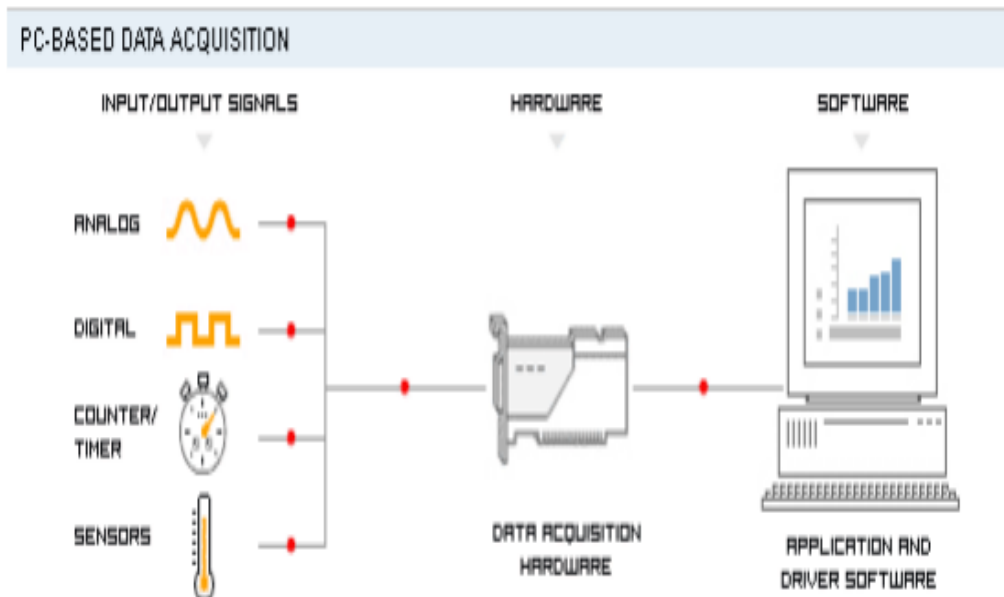 PC-BASED DATA ACQUISITION
INPUT/OUTPUT SIGNALS
HARDWARE
SOFTWARE
ANALOG
DIGITAL
COUNTER/
TIMER
SENSORS
DATA ACQUISITION
HARDWARE
APPLICATION AND
DRIVER SOFTWARE